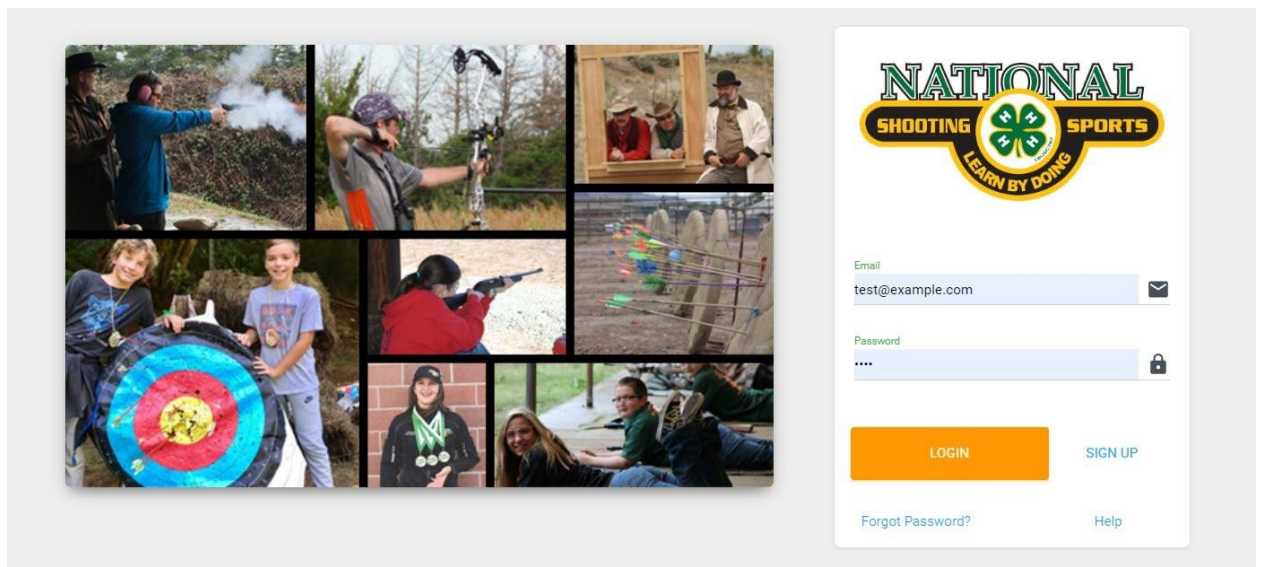 NATIONAL
SHOOTING SPORTS
H H H H
LEARN BY DOING
Email
test@example.com
Password
••••
LOGIN
SIGN UP
Forgot Password?
Help